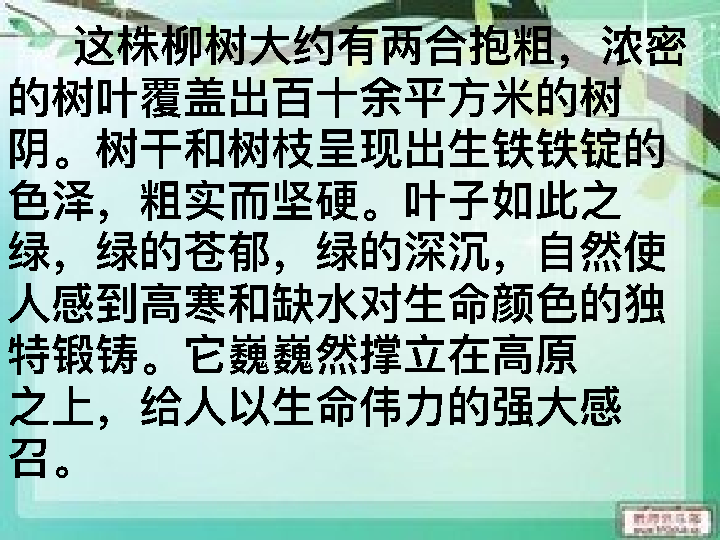 这株柳树大约有两合抱粗，浓密
的树叶覆盖出百十余平方米的树
阴。树干和树枝呈现出生铁铁锭的
色泽，粗实而坚硬。叶子如此之
绿，绿的苍郁，绿的深沉，自然使
人感到高寒和缺水对生命颜色的独
特锻铸。它巍巍然撑立在高原
之上，给人以生命伟力的强大感
召。